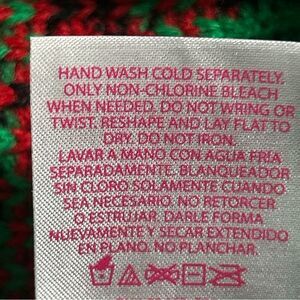 HAND WASH COLD SEPARATELY.
ONLY NON-CHLORINE BLEACH
WHEN NEEDED. DO NOT WRING OR
TWIST. RESHAPE AND LAY FLAT TO
DRY. DO NOT IRON.
LAVAR A MANO CON AGUA FRÍA
SEPARADAMENTE. BLANQUEADOR
SIN CLORO SOLAMENTE CUANDO
SEA NECESARIO. NO RETORCER
O ESTRUJAR. DARLE FORMA
NUEVAMENTE Y SECAR EXTENDIDO
EN PLANO. NO PLANCHAR.